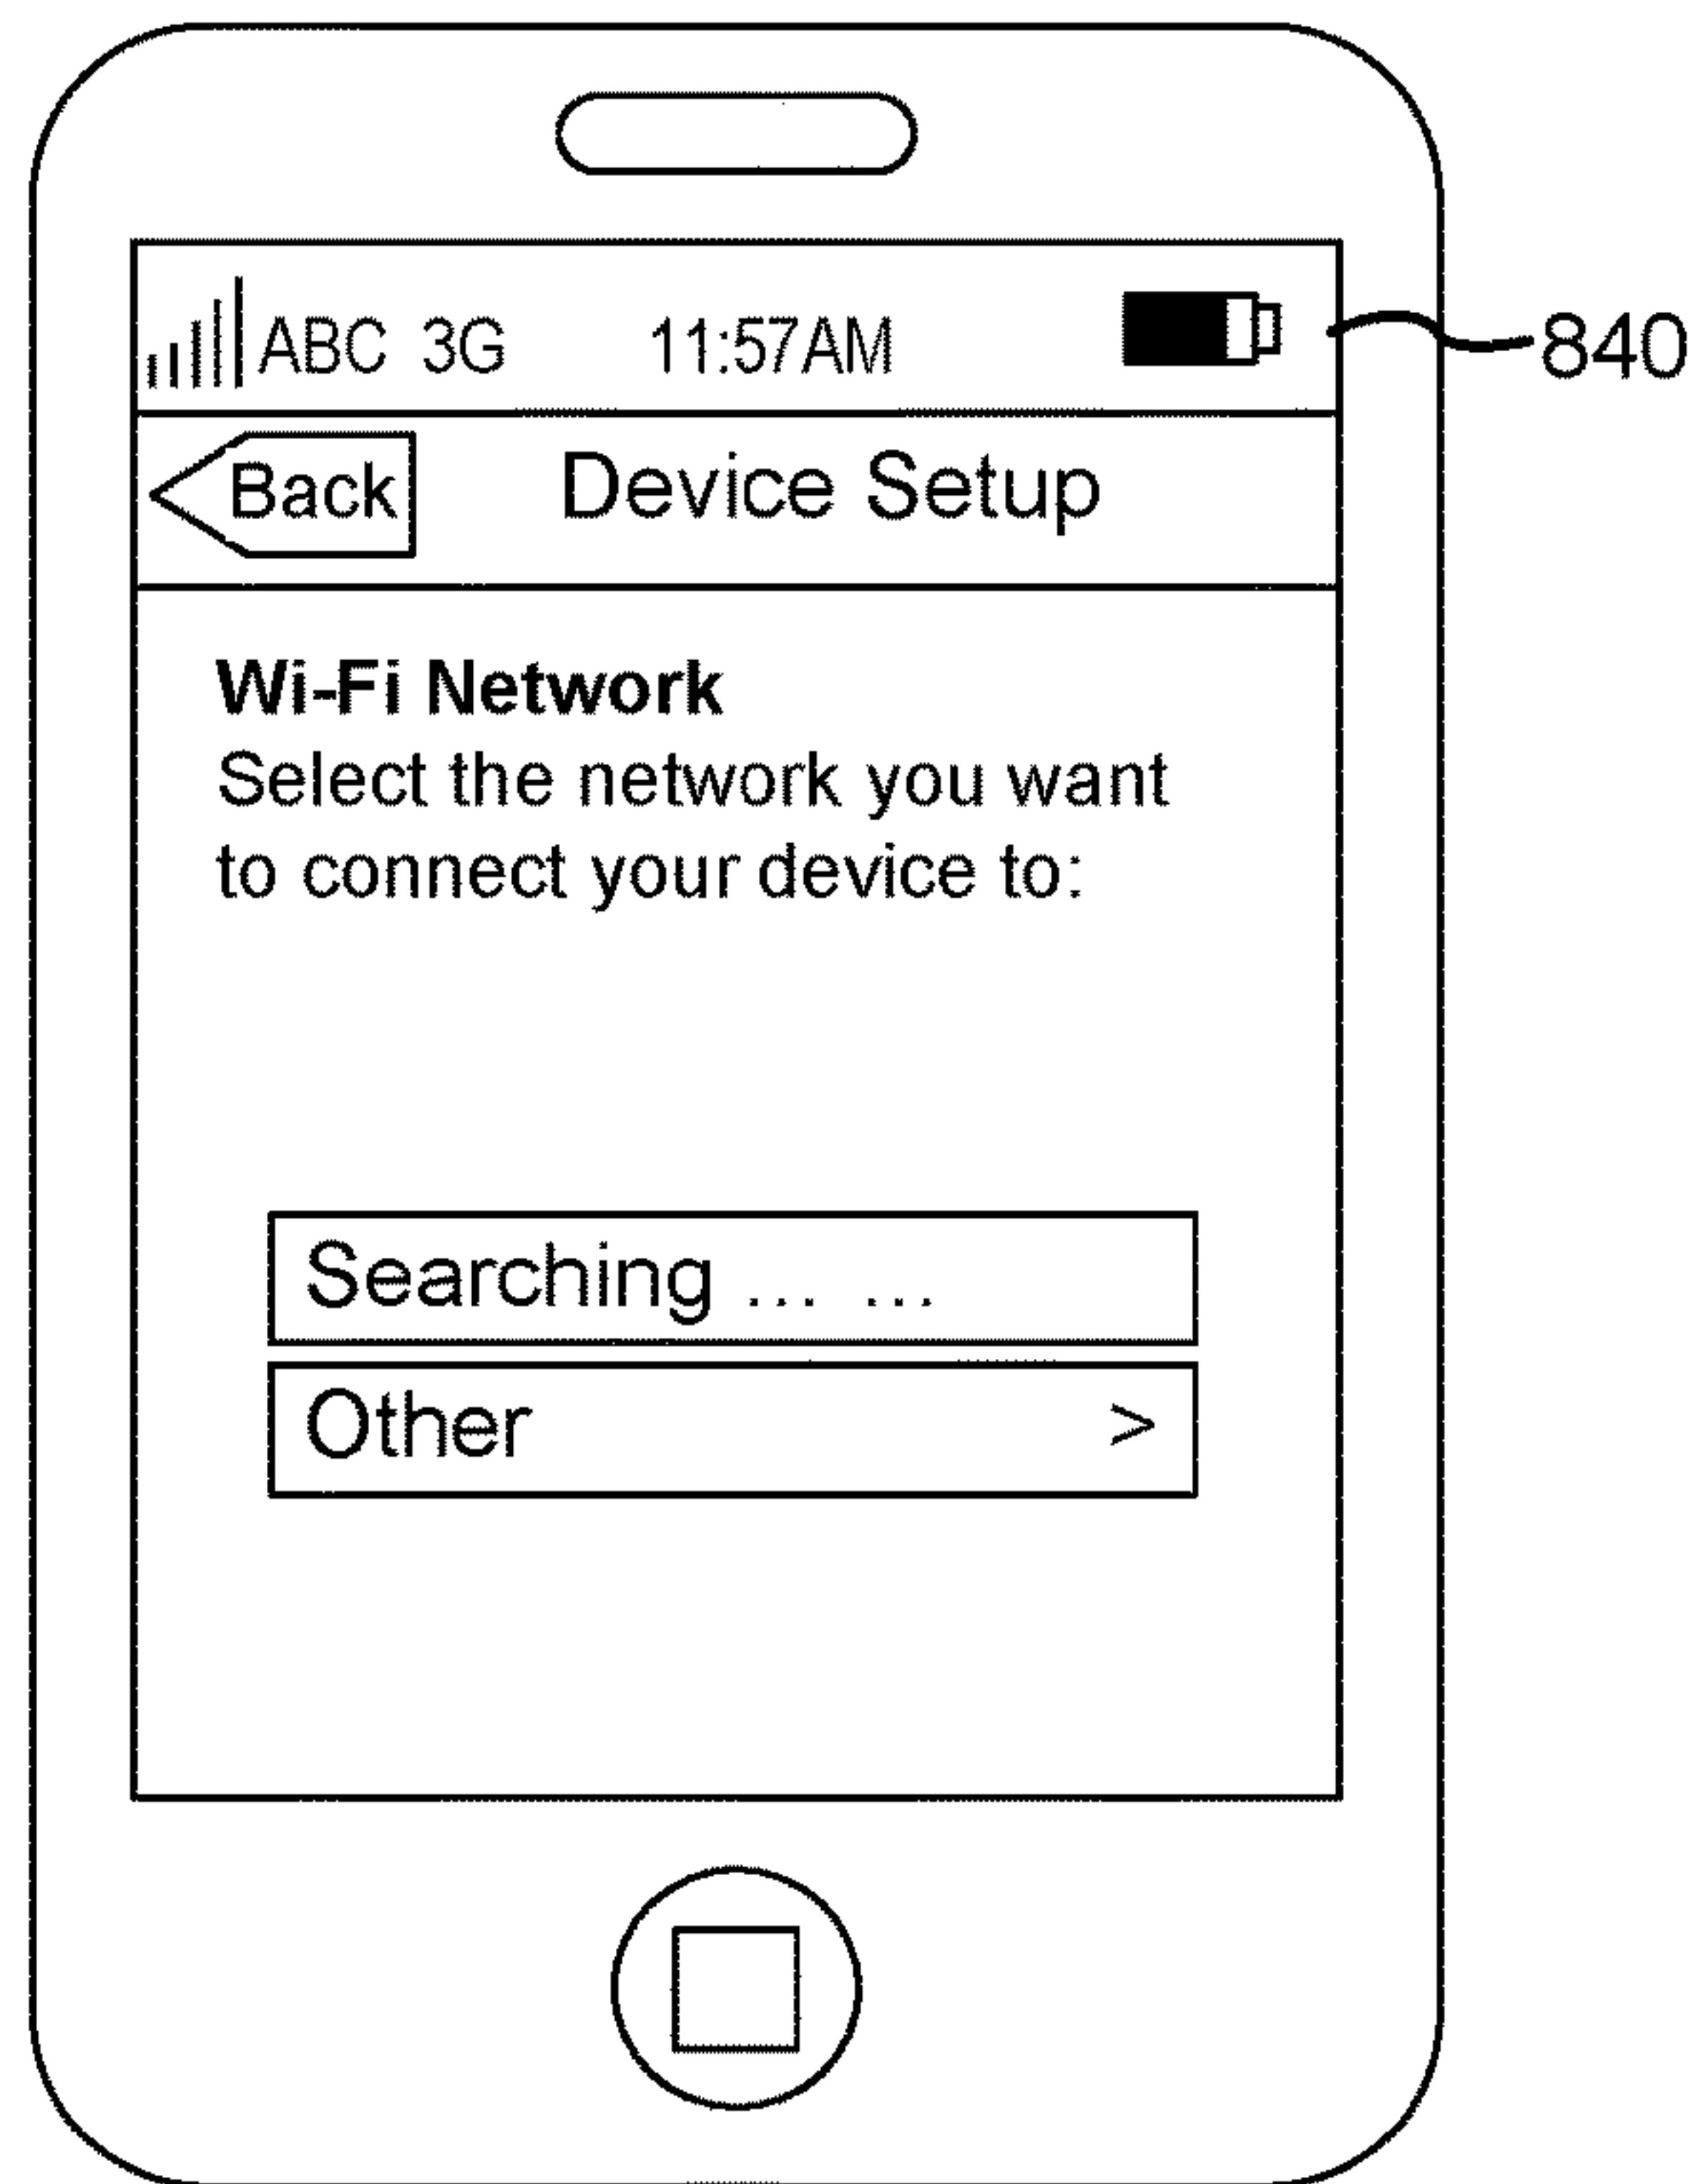 ABC 3G 11:57AM
840
Back Device Setup
Wi-Fi Network
Select the network you want
to connect your device to:
Searching ... ...
Other >